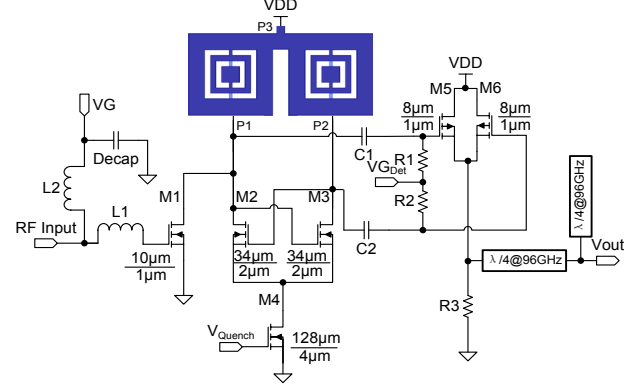 VDD
P3
P1
P2
VDD
M5
M6
8μm
1μm
8μm
1μm
VG
Decap
L2
C1
R1
VGDet
R2
M1
M2
M3
L1
RF Input
C2
λ/4@96GHz
Vout
λ/4@96GHz
10μm
1μm
34μm
2μm
34μm
2μm
M4
R3
VQuench
128μm
4μm